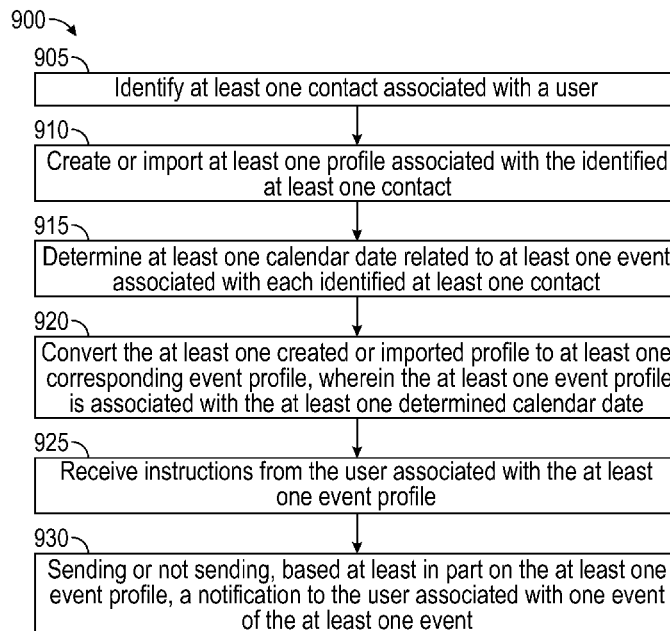 900
905
Identify at least one contact associated with a user
910
Create or import at least one profile associated with the identified
at least one contact
915
Determine at least one calendar date related to at least one event
associated with each identified at least one contact
920
Convert the at least one created or imported profile to at least one
corresponding event profile, wherein the at least one event profile
is associated with the at least one determined calendar date
925
Receive instructions from the user associated with the at least
one event profile
930
Sending or not sending, based at least in part on the at least one
event profile, a notification to the user associated with one event
of the at least one event